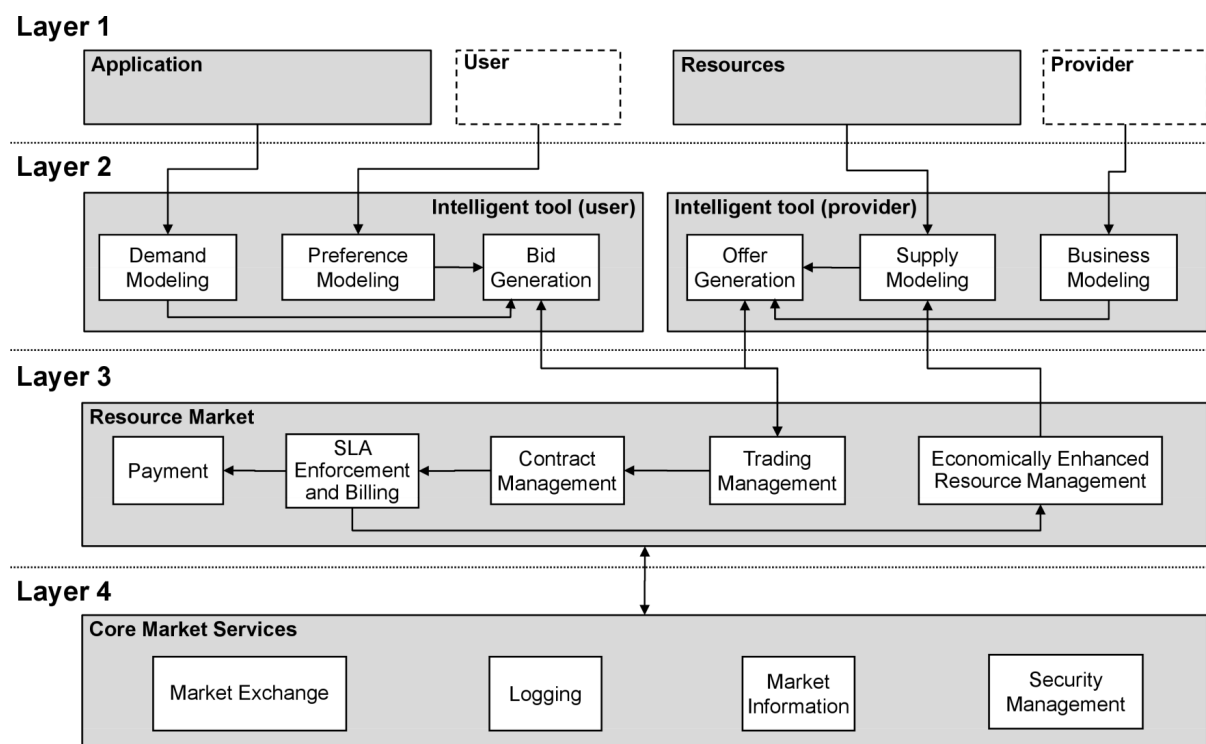 Layer 1
Application
User
Resources
Provider
Layer 2
Intelligent tool (user)
Intelligent tool (provider)
Demand
Modeling
Preference
Modeling
Bid
Generation
Offer
Generation
Supply
Modeling
Business
Modeling
Layer 3
Resource Market
Payment
SLA
Enforcement
and Billing
Contract
Management
Trading
Management
Economically Enhanced
Resource Management
Layer 4
Core Market Services
Market Exchange
Logging
Market
Information
Security
Management